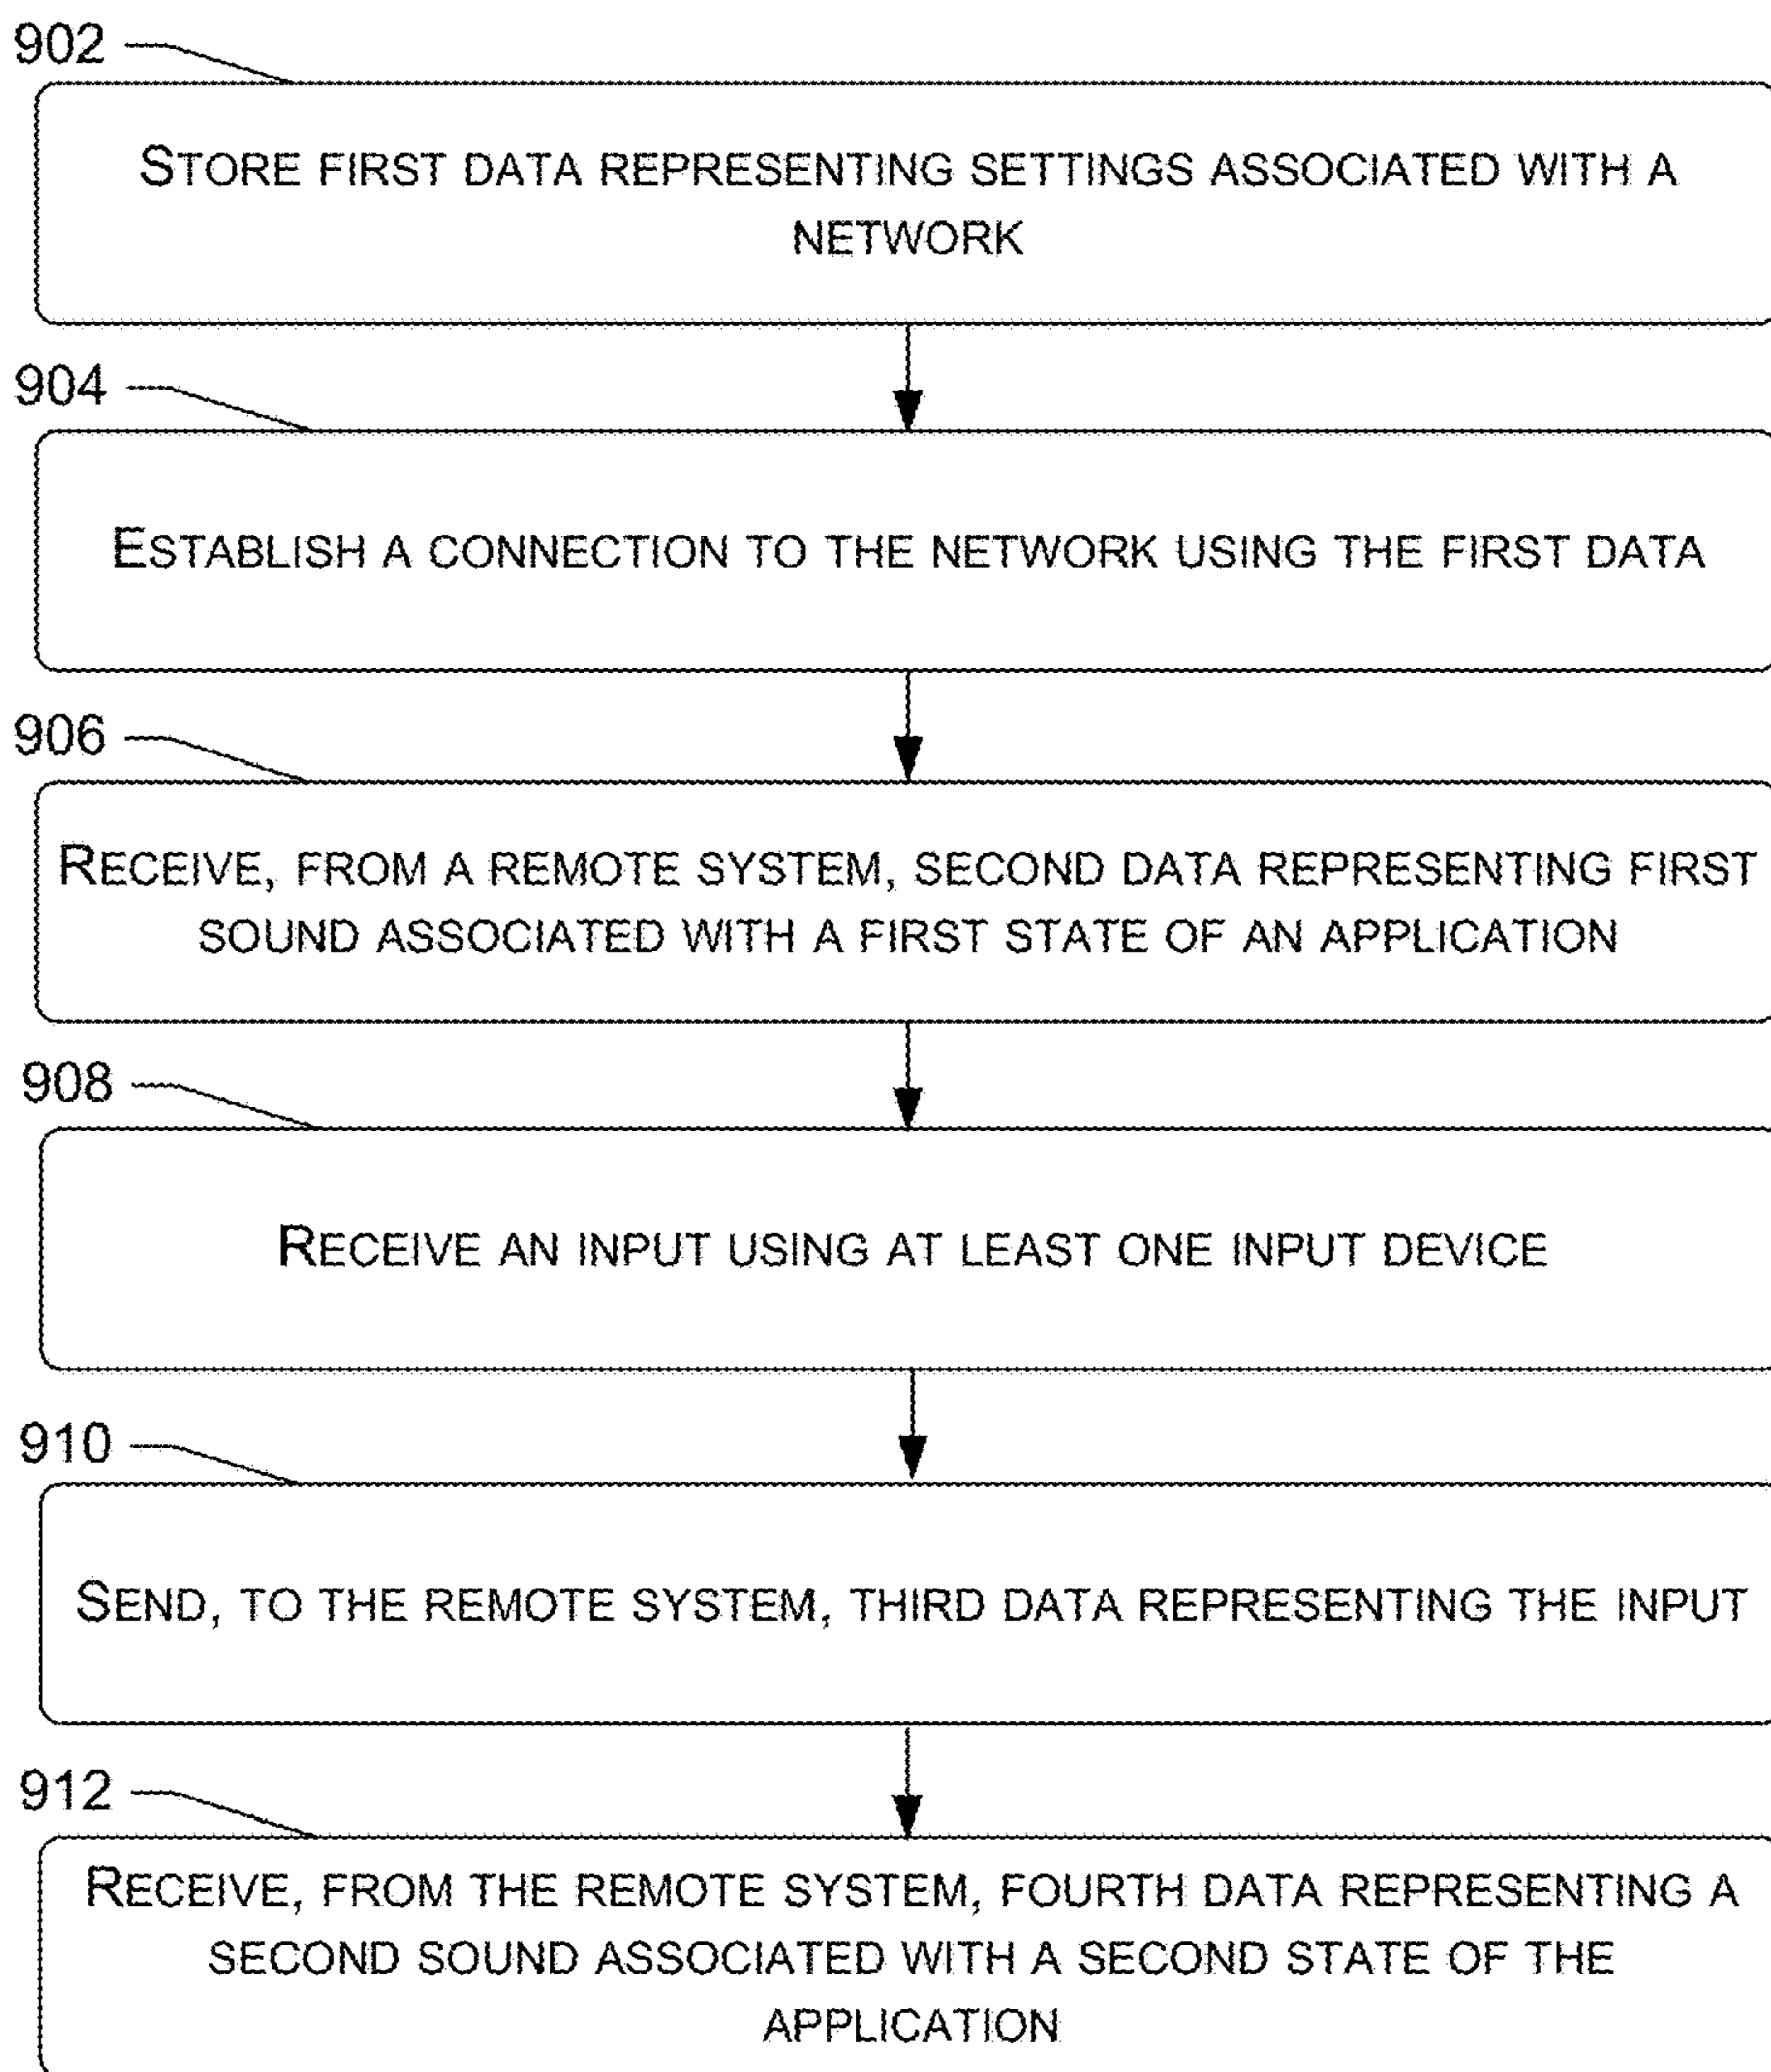 902
STORE FIRST DATA REPRESENTING SETTINGS ASSOCIATED WITH A
NETWORK
904
ESTABLISH A CONNECTION TO THE NETWORK USING THE FIRST DATA
906
RECEIVE, FROM A REMOTE SYSTEM, SECOND DATA REPRESENTING FIRST
SOUND ASSOCIATED WITH A FIRST STATE OF AN APPLICATION
908
RECEIVE AN INPUT USING AT LEAST ONE INPUT DEVICE
910
SEND, TO THE REMOTE SYSTEM, THIRD DATA REPRESENTING THE INPUT
912
RECEIVE, FROM THE REMOTE SYSTEM, FOURTH DATA REPRESENTING A
SECOND SOUND ASSOCIATED WITH A SECOND STATE OF THE
APPLICATION